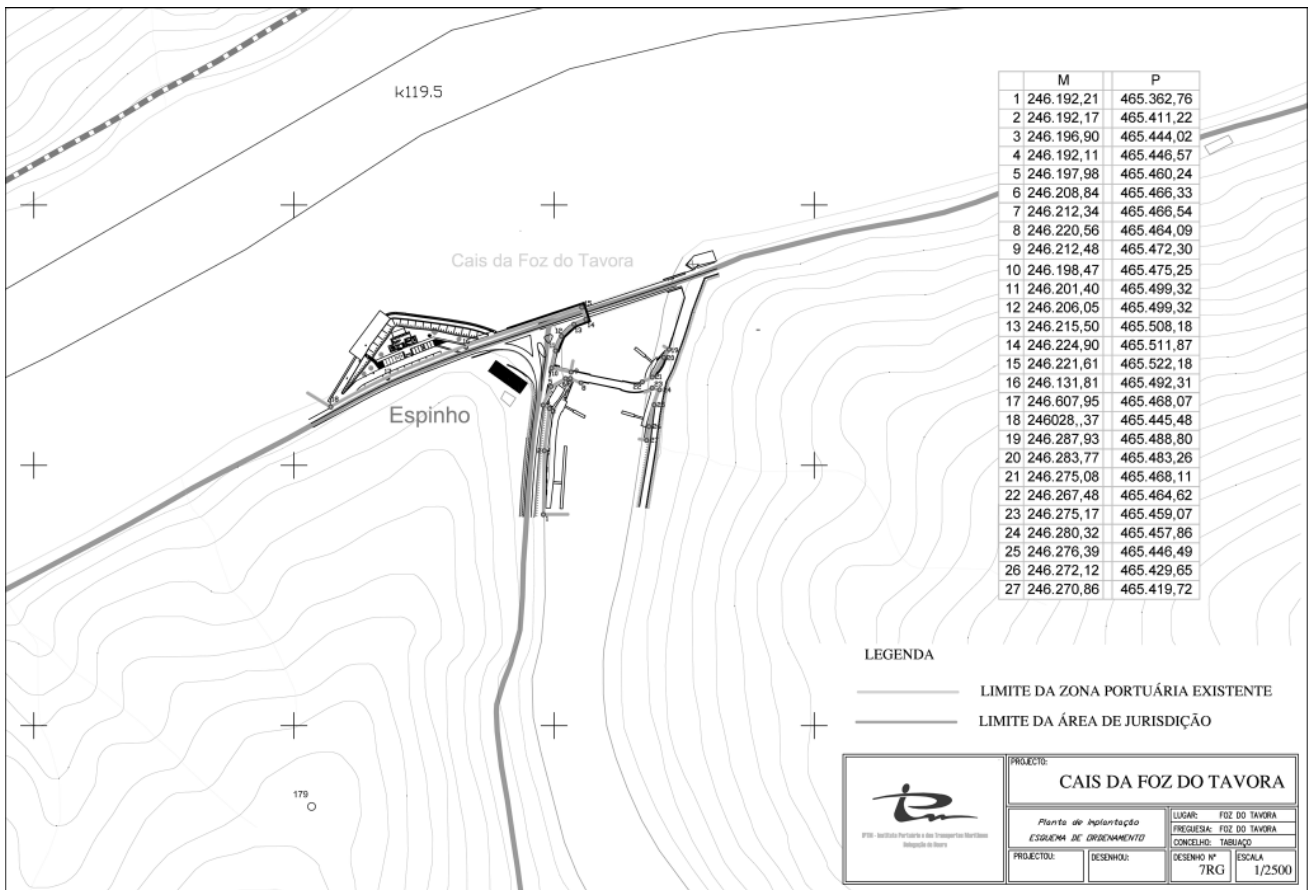 k119.5
M P
1 246.192,21 465.362,76
2 246.192,17 465.411,22
3 246.196,90 465.444,02
4 246.192,11 465.446,57
5 246.197,98 465.460,24
6 246.208,84 465.466,33
7 246.212,34 465.466,54
8 246.220,56 465.464,09
9 246.212,48 465.472,30
10 246.198,47 465.475,25
11 246.201,40 465.499,32
12 246.206,05 465.499,32
13 246.215,50 465.508,18
14 246.224,90 465.511,87
15 246.221,61 465.522,18
16 246.131,81 465.492,31
17 246.607,95 465.468,07
18 246028,,37 465.445,48
19 246.287,93 465.488,80
20 246.283,77 465.483,26
21 246.275,08 465.468,11
22 246.267,48 465.464,62
23 246.275,17 465.459,07
24 246.280,32 465.457,86
25 246.276,39 465.446,49
26 246.272,12 465.429,65
27 246.270,86 465.419,72
Cais da Foz do Tavora
Espinho
179
LEGENDA
LIMITE DA ZONA PORTUÁRIA EXISTENTE
LIMITE DA ÁREA DE JURISDIÇÃO
IPTM - Instituto Portuário e dos Transportes Marítimos
Delegação do Douro
PROJECTO:
CAIS DA FOZ DO TAVORA
Planta de Implantação
ESQUEMA DE ORDENAMENTO
LUGAR: FOZ DO TAVORA
FREGUESIA: FOZ DO TAVORA
CONCELHO: TABUAÇO
PROJECTOU:
DESENHOU:
DESENHO Nº
7RG
ESCALA
1/2500